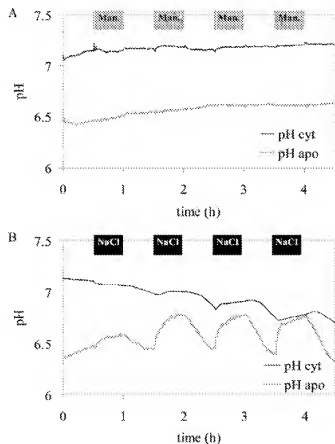 A
Man. Man. Man. Man.
7.5
7
6.5
6
pH
pH cyt
pH apo
0 1 2 3 4
time (h)
B
NaCl NaCl NaCl NaCl
7.5
7
6.5
6
pH
pH cyt
pH apo
0 1 2 3 4
time (h)